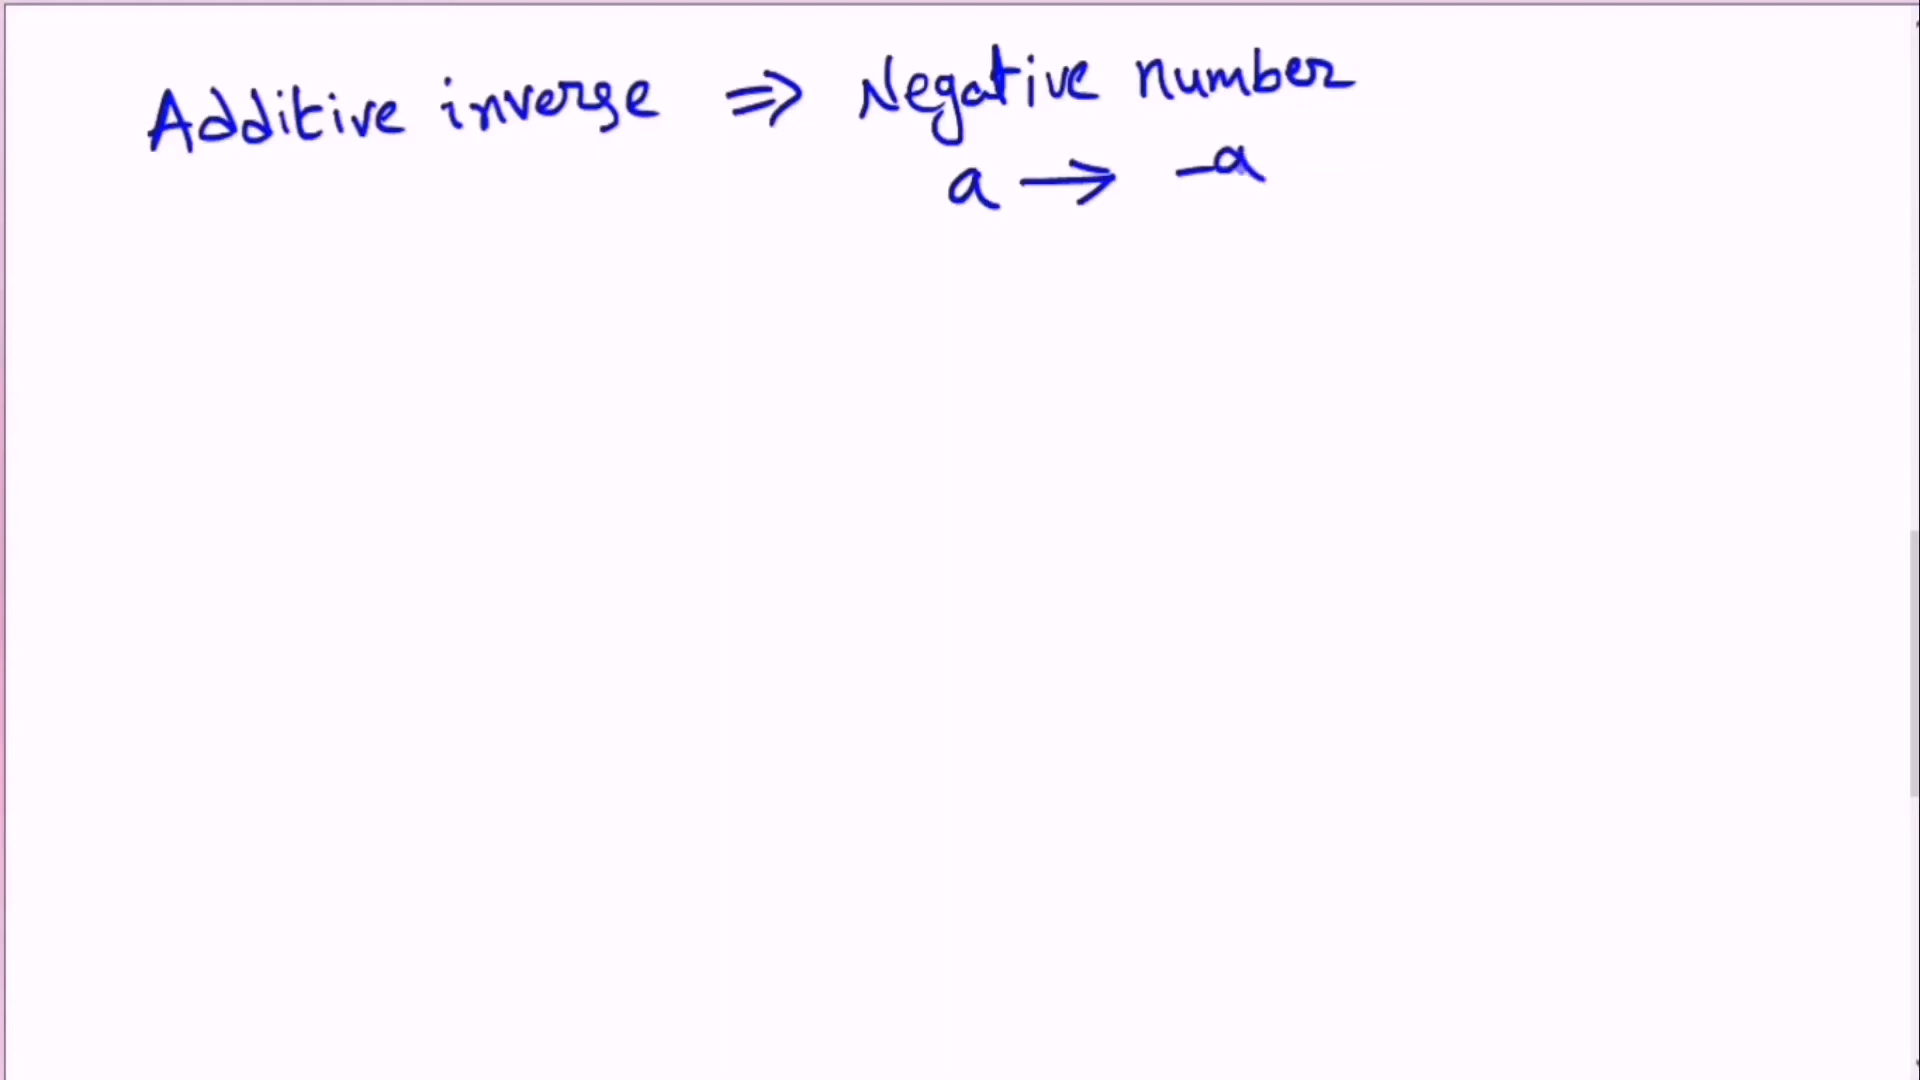 Additive inverse ⇒ Negative number
a → -a